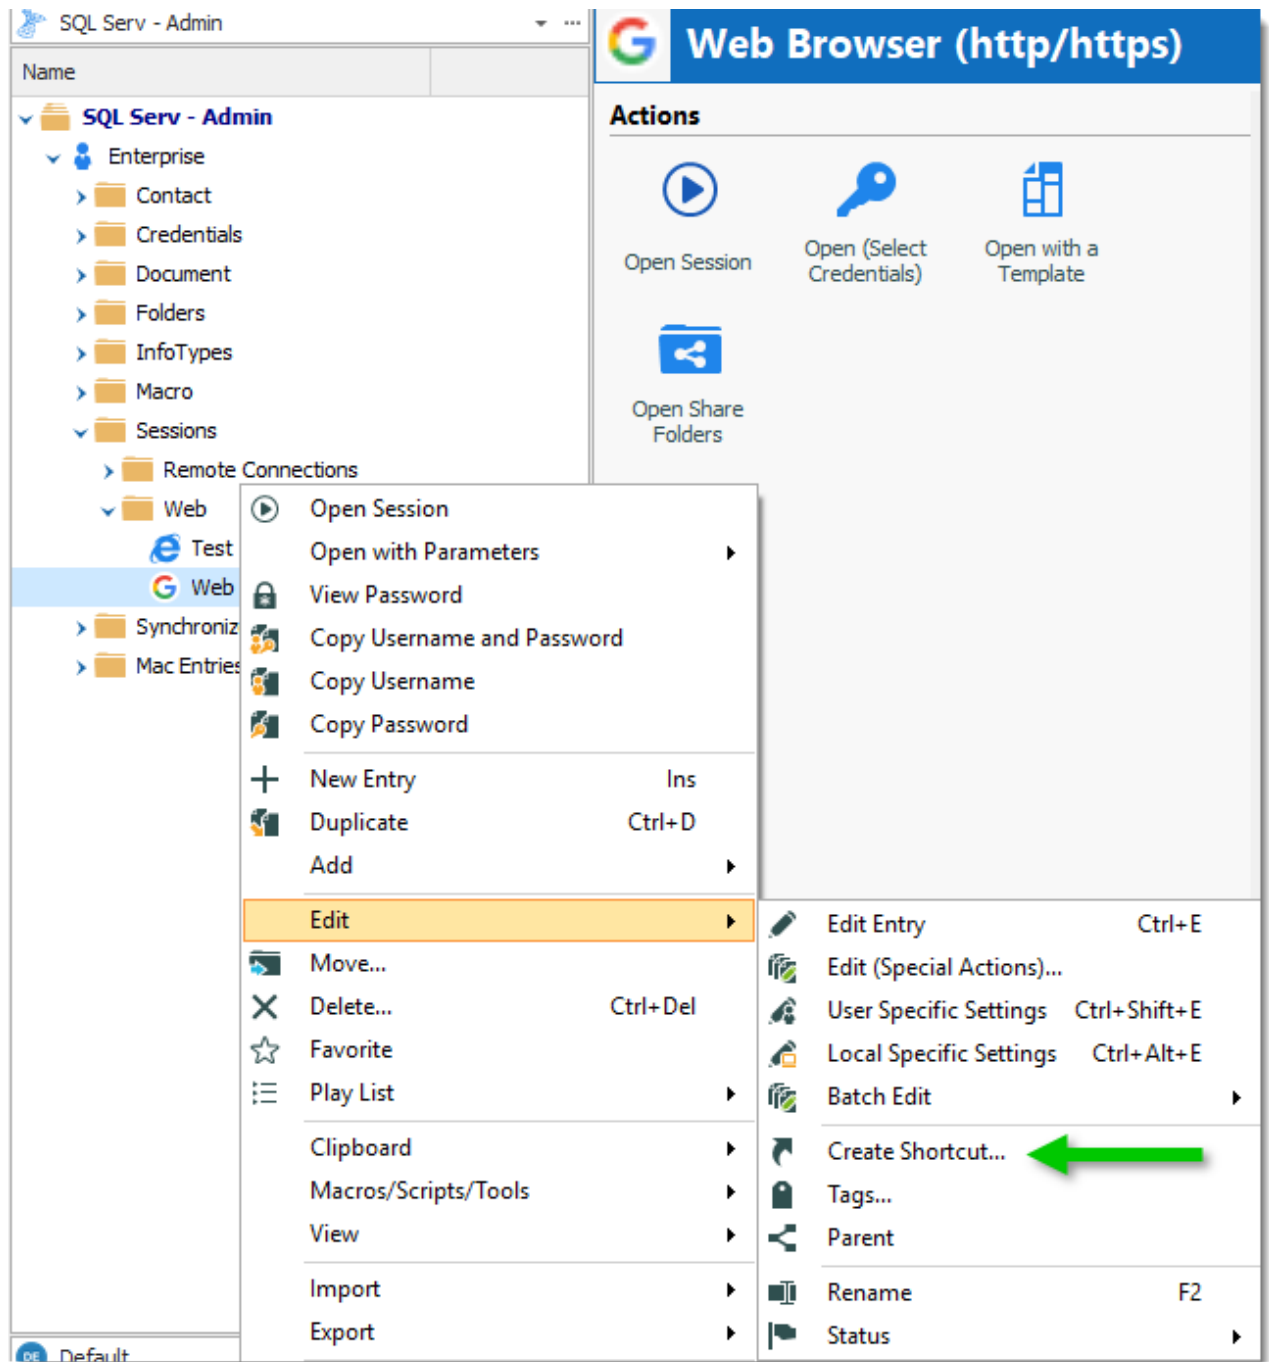 SQL Serv - Admin
Name
SQL Serv - Admin
Enterprise
Contact
Credentials
Document
Folders
InfoTypes
Macro
Sessions
Remote Connections
Web
Test
Web
Synchroniz
Mac Entries
Default
DE
Web Browser (http/https)
Actions
Open Session
Open (Select
Credentials)
Open with a
Template
Open Share
Folders
Open Session
Open with Parameters
View Password
Copy Username and Password
Copy Username
Copy Password
New Entry Ins
Duplicate Ctrl+D
Add
Edit
Move...
Delete... Ctrl+Del
Favorite
Play List
Clipboard
Macros/Scripts/Tools
View
Import
Export
Edit Entry Ctrl+E
Edit (Special Actions)...
User Specific Settings Ctrl+Shift+E
Local Specific Settings Ctrl+Alt+E
Batch Edit
Create Shortcut...
Tags...
Parent
Rename F2
Status